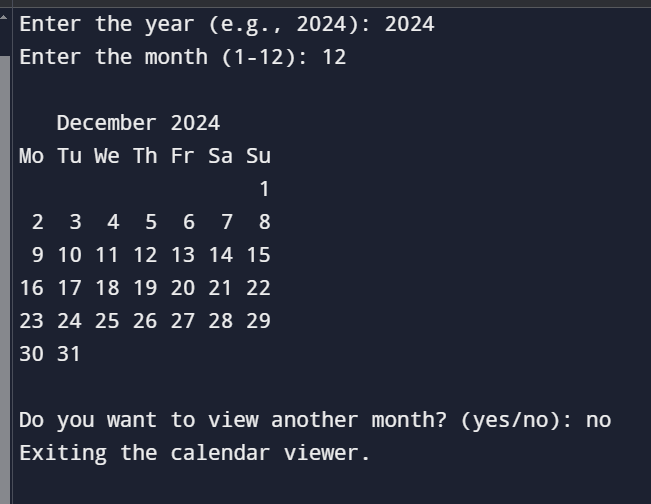 Enter the year (e.g., 2024): 2024
Enter the month (1-12): 12
   December 2024
Mo Tu We Th Fr Sa Su
                   1
 2  3  4  5  6  7  8
 9 10 11 12 13 14 15
16 17 18 19 20 21 22
23 24 25 26 27 28 29
30 31
Do you want to view another month? (yes/no): no
Exiting the calendar viewer.